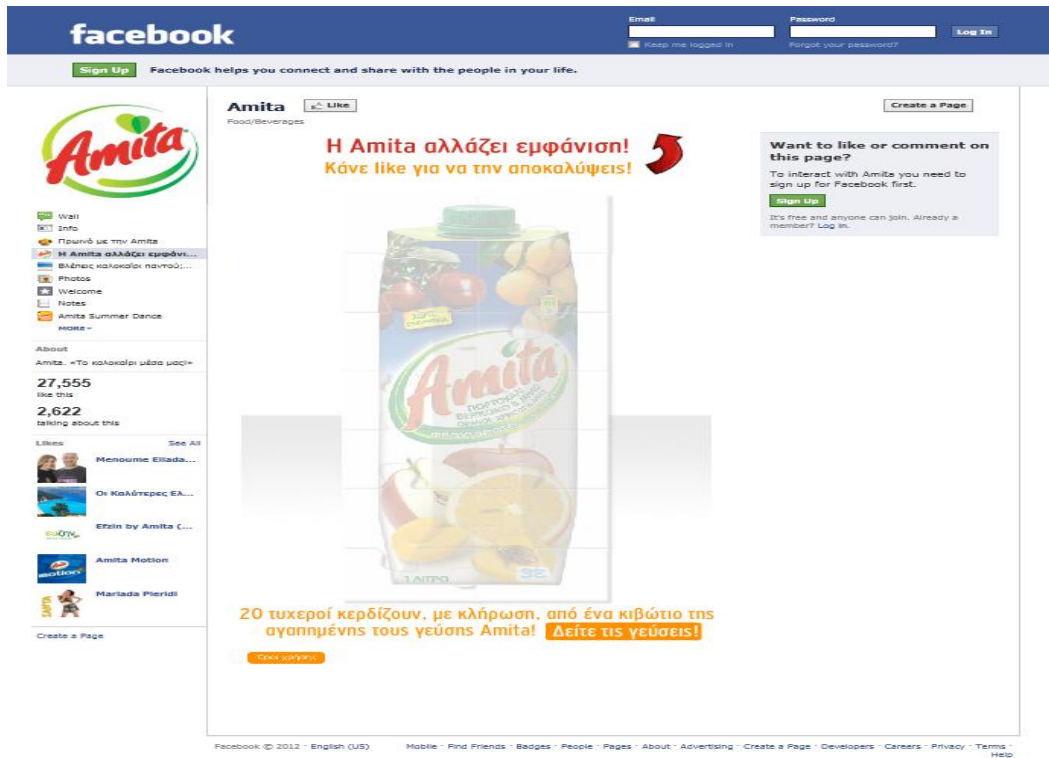 facebook
Email
Password
Keep me logged in
Forgot your password?
Log In
Sign Up
Facebook helps you connect and share with the people in your life.
Amita
Wall
Info
Πρωινό με την Amita
Η Amita αλλάζει εμφάνι...
Βλέπεις καλοκαίρι παντού;...
Photos
Welcome
Notes
Amita Summer Dance
MORE
About
Amita. «Το καλοκαίρι μέσα μας!»
27,555
like this
2,622
talking about this
Likes
See All
Menoume Ellada...
Οι Καλύτερες Ελ...
Efzin by Amita (...
Amita Motion
motion
Mariada Pieridi
Create a Page
Amita
Like
Food/Beverages
Η Amita αλλάζει εμφάνιση!
Κάνε like για να την αποκαλύψεις!
Amita
ΠΟΡΤΟΚΑΛΙ
ΒΕΡΙΚΟΚΟ & ΜΗΛΟ
1 ΛΙΤΡΟ
20 τυχεροί κερδίζουν, με κλήρωση, από ένα κιβώτιο της
αγαπημένης τους γεύσης Amita! Δείτε τις γεύσεις!
Όροι χρήσης
Create a Page
Want to like or comment on
this page?
To interact with Amita you need to
sign up for Facebook first.
Sign Up
It's free and anyone can join. Already a
member? Log in.
Facebook © 2012 · English (US)
Mobile · Find Friends · Badges · People · Pages · About · Advertising · Create a Page · Developers · Careers · Privacy · Terms ·
Help